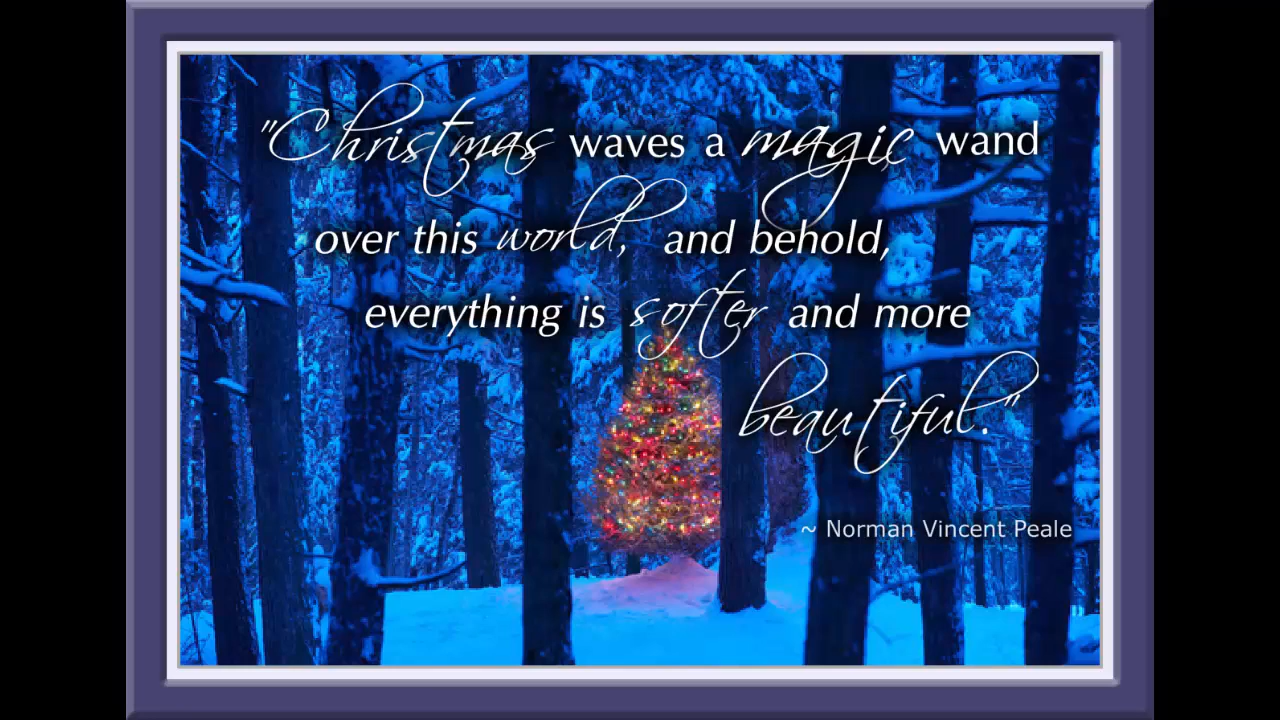 "Christmas waves a magic wand
over this world, and behold,
everything is softer and more
beautiful."
~ Norman Vincent Peale